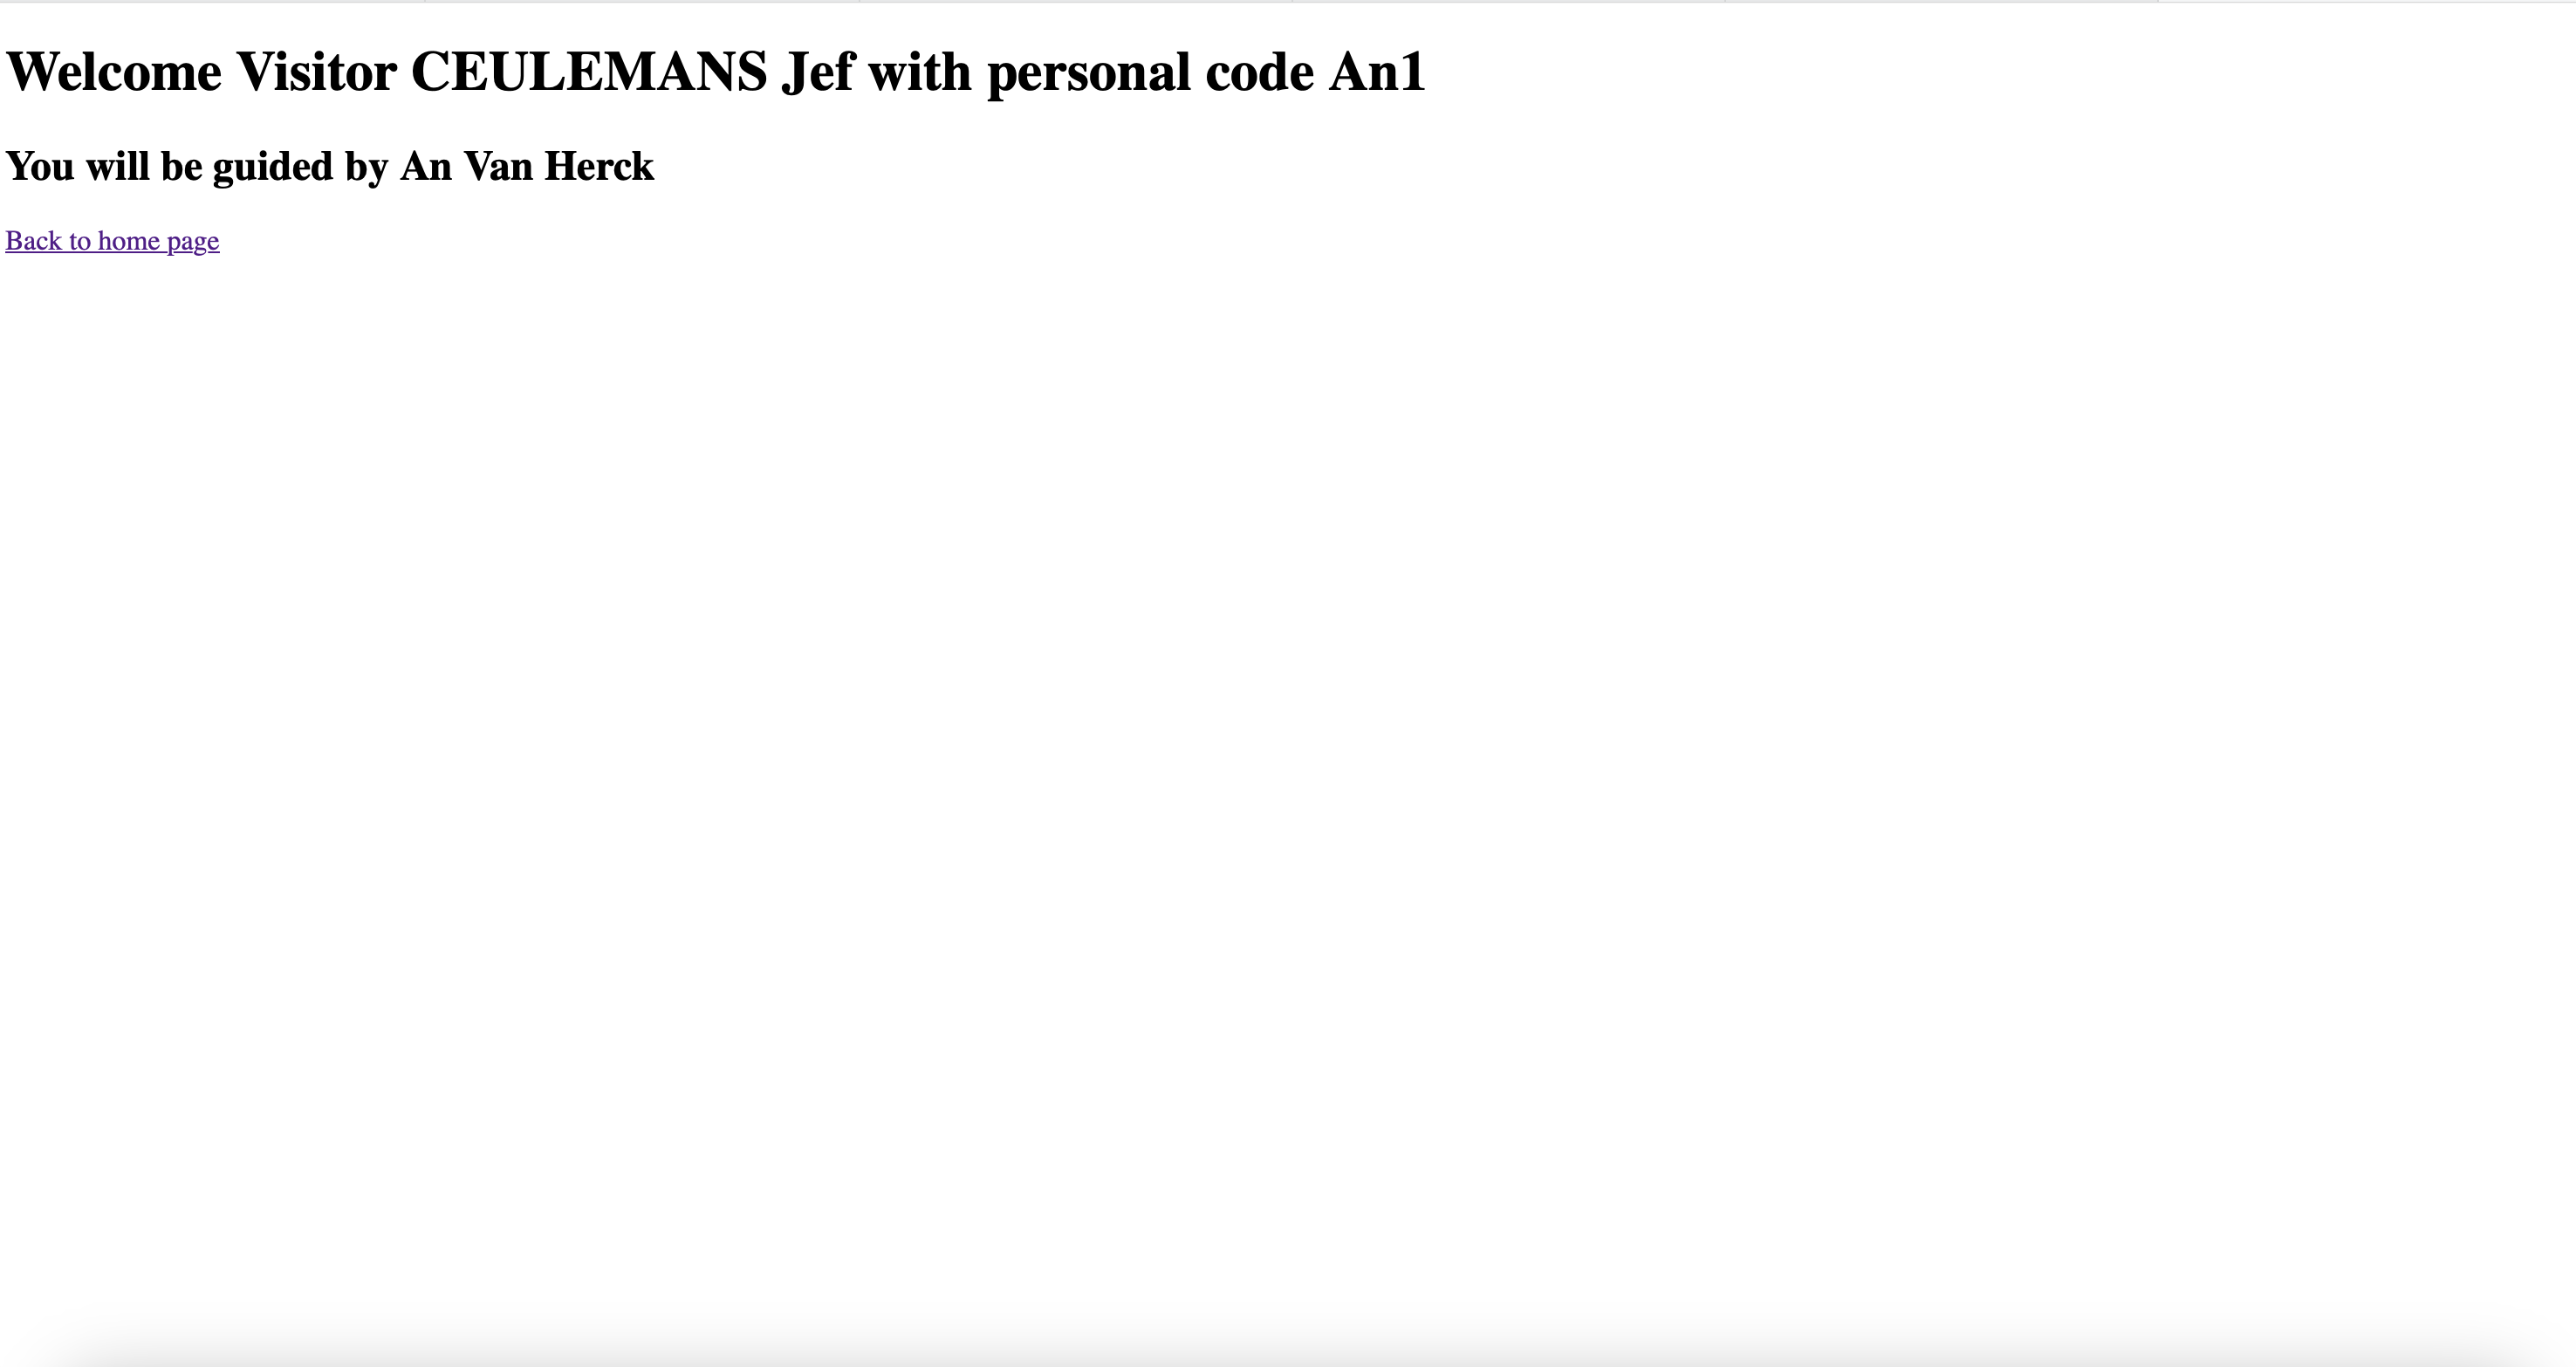 Welcome Visitor CEULEMANS Jef with personal code An1
You will be guided by An Van Herck
Back to home page